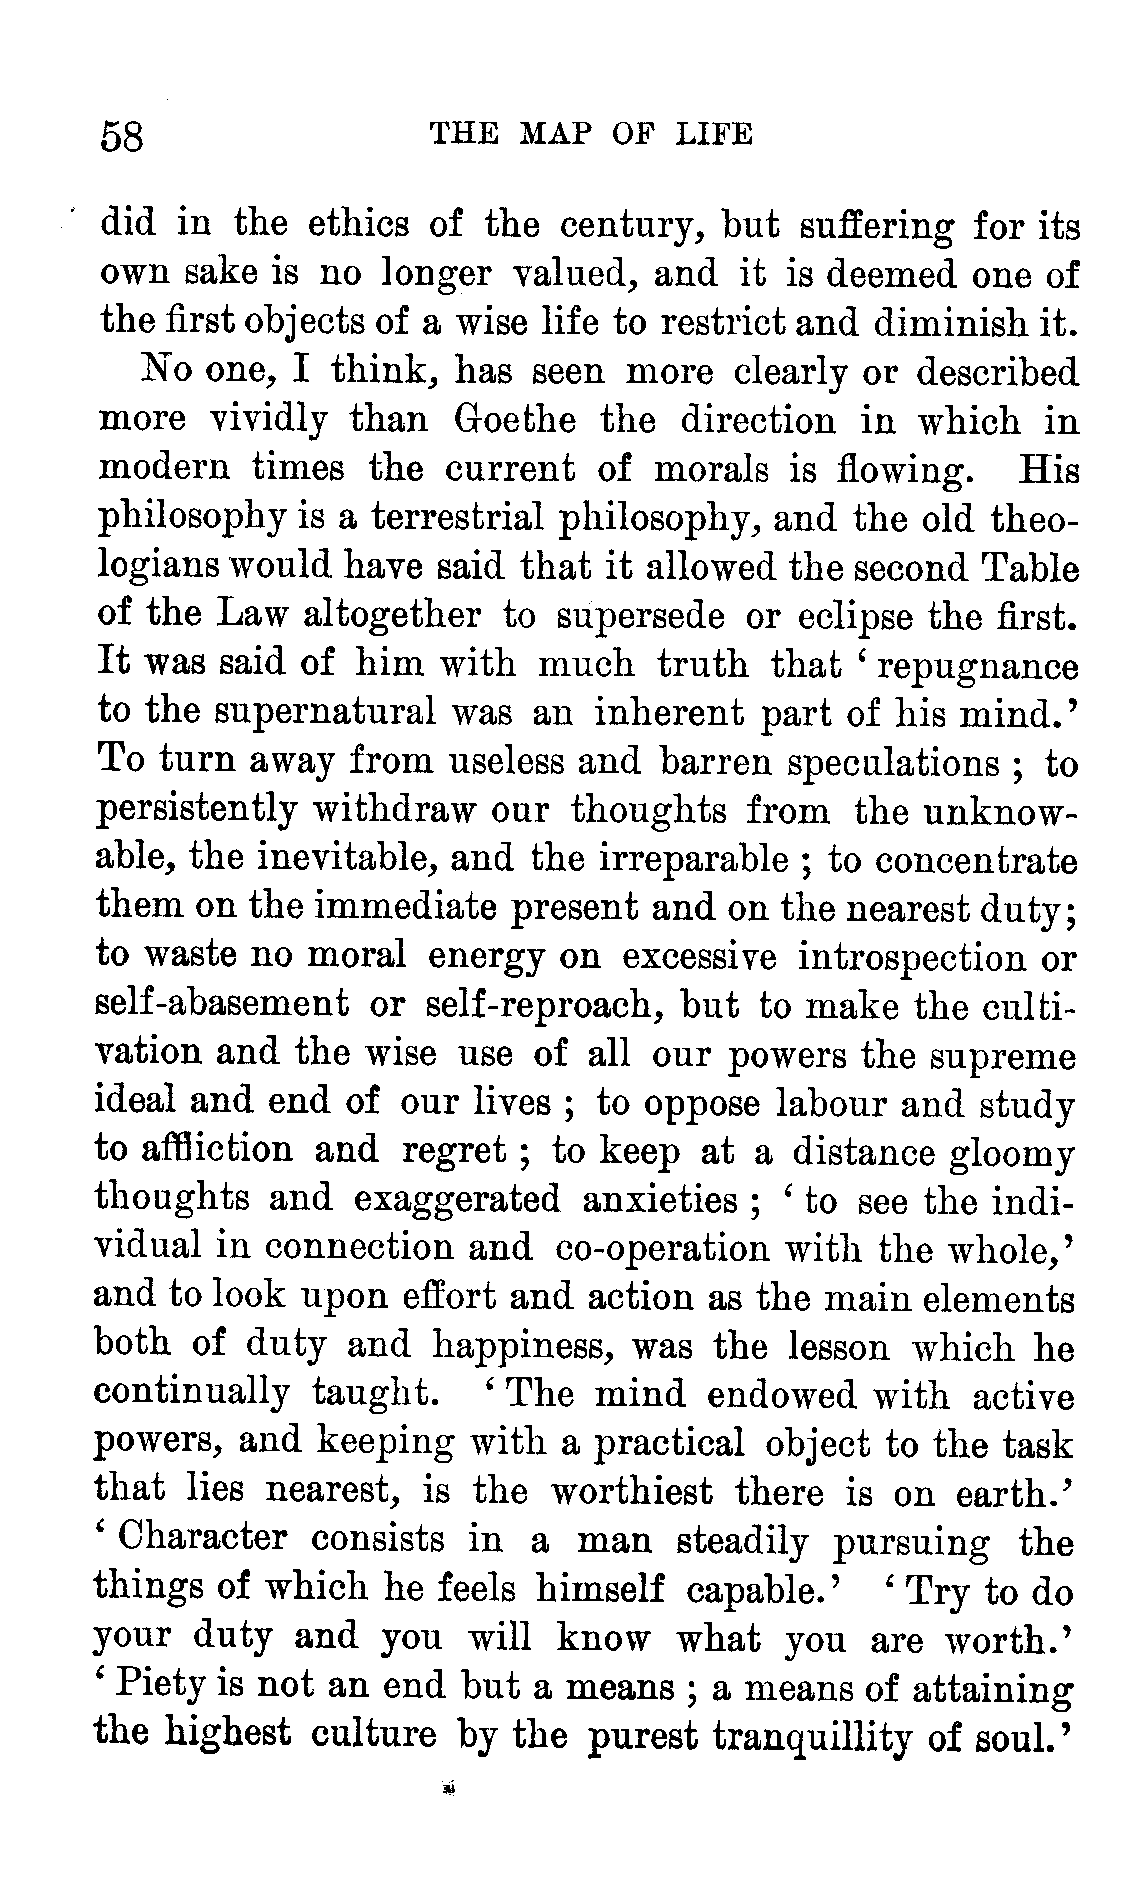 58 THE MAP OF LIFE
did in the ethics of the century, but suffering for its
own sake is no longer valued, and it is deemed one of
the first objects of a wise life to restrict and diminish it.
No one, I think, has seen more clearly or described
more vividly than Goethe the direction in which in
modern times the current of morals is flowing. His
philosophy is a terrestrial philosophy, and the old theo-
logians would have said that it allowed the second Table
of the Law altogether to supersede or eclipse the first.
It was said of him with much truth that ‘ repugnance
to the supernatural was an inherent part of his mind.’
To turn away from useless and barren speculations ; to
persistently withdraw our thoughts from the unknow-
able, the inevitable, and the irreparable ; to concentrate
them on the immediate present and on the nearest duty;
to waste no moral energy on excessive introspection or
self-abasement or self-reproach, but to make the culti-
vation and the wise use of all our powers the supreme
ideal and end of our lives ; to oppose labour and study
to affliction and regret ; to keep at a distance gloomy
thoughts and exaggerated anxieties ; ‘ to see the indi-
vidual in connection and co-operation with the whole,’
and to look upon effort and action as the main elements
both of duty and happiness, was the lesson which he
continually taught. ‘ The mind endowed with active
powers, and keeping with a practical object to the task
that lies nearest, is the worthiest there is on earth.’
‘ Character consists in a man steadily pursuing the
things of which he feels himself capable.’ ‘ Try to do
your duty and you will know what you are worth.’
‘ Piety is not an end but a means ; a means of attaining
the highest culture by the purest tranquillity of soul.’